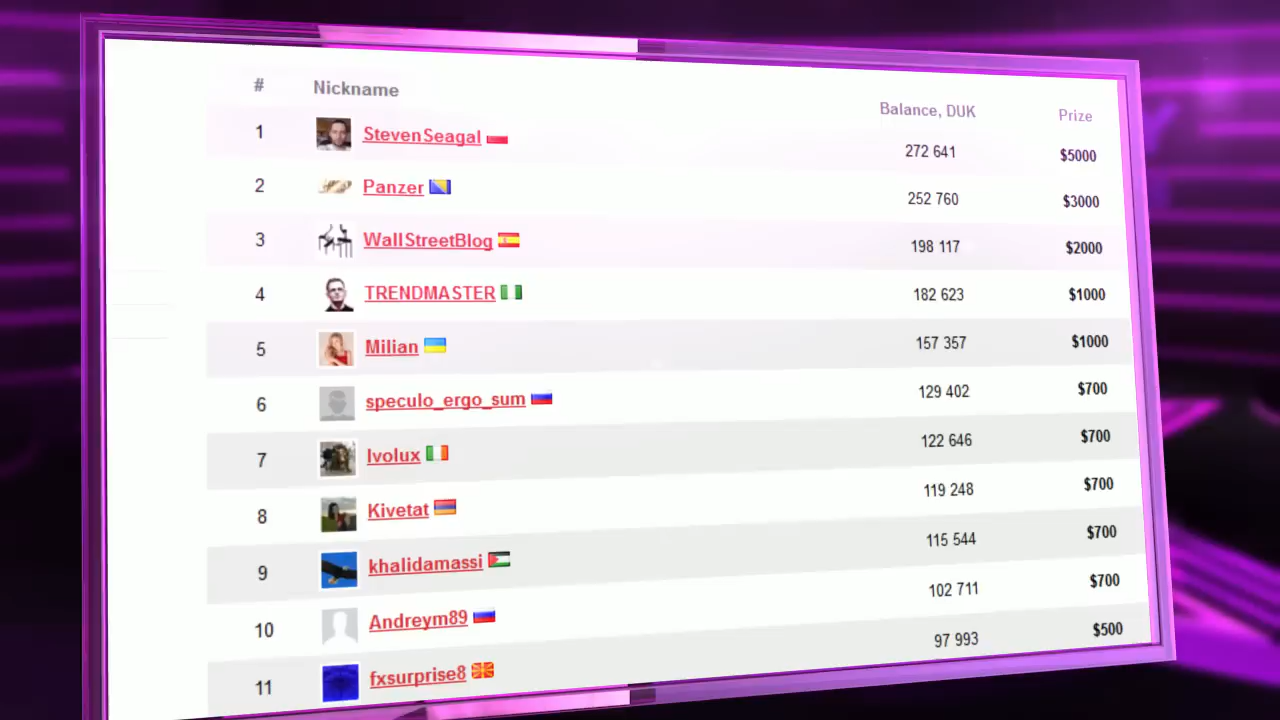 # Nickname Balance, DUK Prize
1 StevenSeagal 272 641 $5000
2 Panzer 252 760 $3000
3 WallStreetBlog 198 117 $2000
4 TRENDMASTER 182 623 $1000
5 Milian 157 357 $1000
6 speculo_ergo_sum 129 402 $700
7 Ivolux 122 646 $700
8 Kivetat 119 248 $700
9 khalidamassi 115 544 $700
10 Andreym89 102 711 $700
11 fxsurprise8 97 993 $500